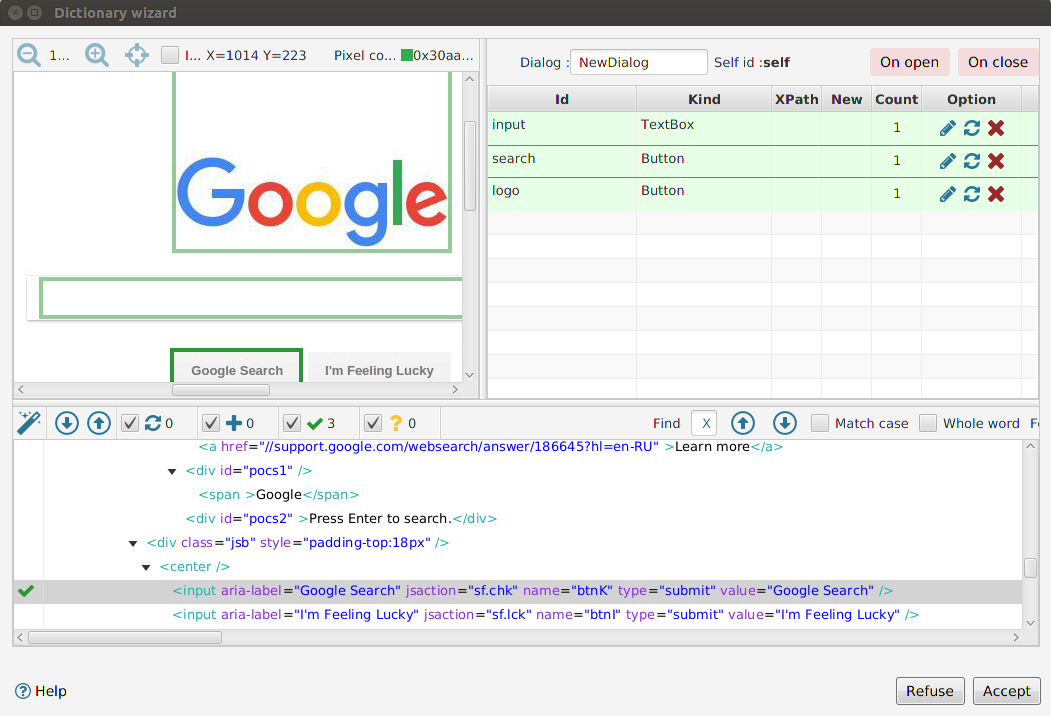 Dictionary wizard
1... I... X=1014 Y=223 Pixel co... 0x30aa...
Dialog : NewDialog Self id :self On open On close
Id Kind XPath New Count Option
input TextBox 1
search Button 1
logo Button 1
Google
Google Search I'm Feeling Lucky
0 0 3 ? 0 Find X Match case Whole word
<a href="//support.google.com/websearch/answer/186645?hl=en-RU" >Learn more</a>
<div id="pocs1" />
<span >Google</span>
<div id="pocs2" >Press Enter to search.</div>
<div class="jsb" style="padding-top:18px" />
<center />
<input aria-label="Google Search" jsaction="sf.chk" name="btnK" type="submit" value="Google Search" />
<input aria-label="I'm Feeling Lucky" jsaction="sf.lck" name="btnI" type="submit" value="I'm Feeling Lucky" />
? Help Refuse Accept